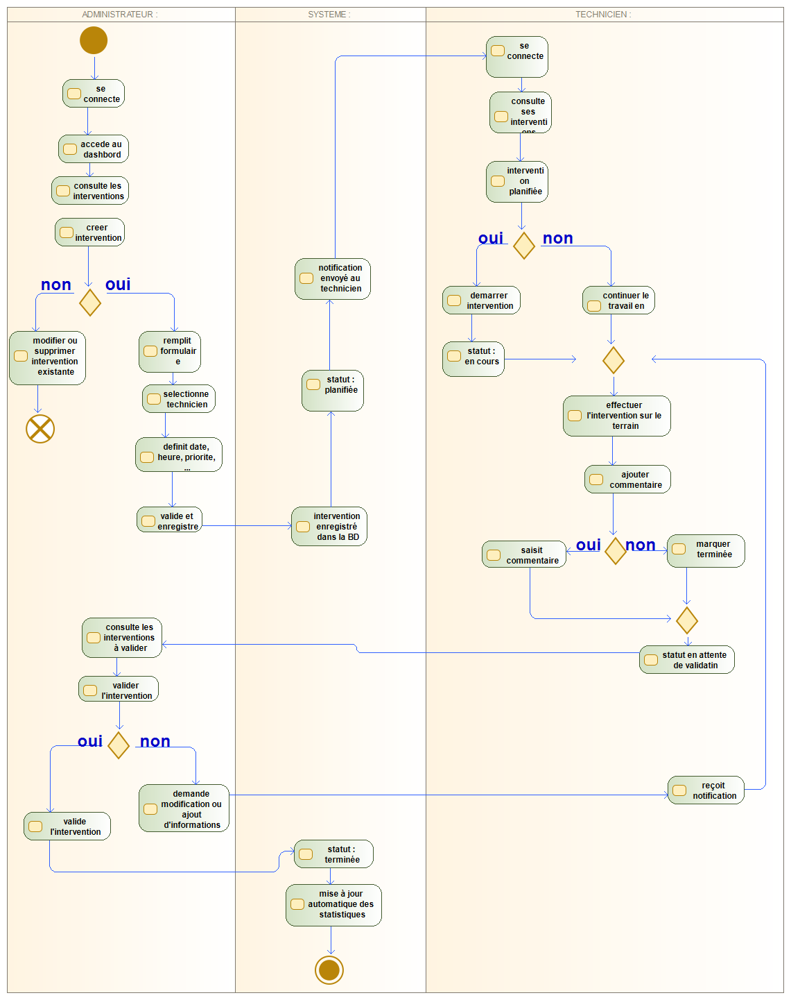 ADMINISTRATEUR :
SYSTEME :
TECHNICIEN :
se
connecte
accede au
dashbord
consulte les
interventions
creer
intervention
non
oui
modifier ou
supprimer
intervention
existante
remplit
formulair
e
selectionne
technicien
definit date,
heure, priorite,
...
valide et
enregistre
intervention
enregistré
dans la BD
statut :
planifiée
notification
envoyé au
technicien
se
connecte
consulte
ses
interventi
ons
interventi
on
planifiée
oui
non
demarrer
intervention
continuer le
travail en
statut :
en cours
effectuer
l'intervention sur le
terrain
ajouter
commentaire
oui
non
saisit
commentaire
marquer
terminée
statut en attente
de validatin
consulte les
interventions
à valider
valider
l'intervention
oui
non
demande
modification ou
ajout
d'informations
reçoit
notification
valide
l'intervention
statut :
terminée
mise à jour
automatique des
statistiques